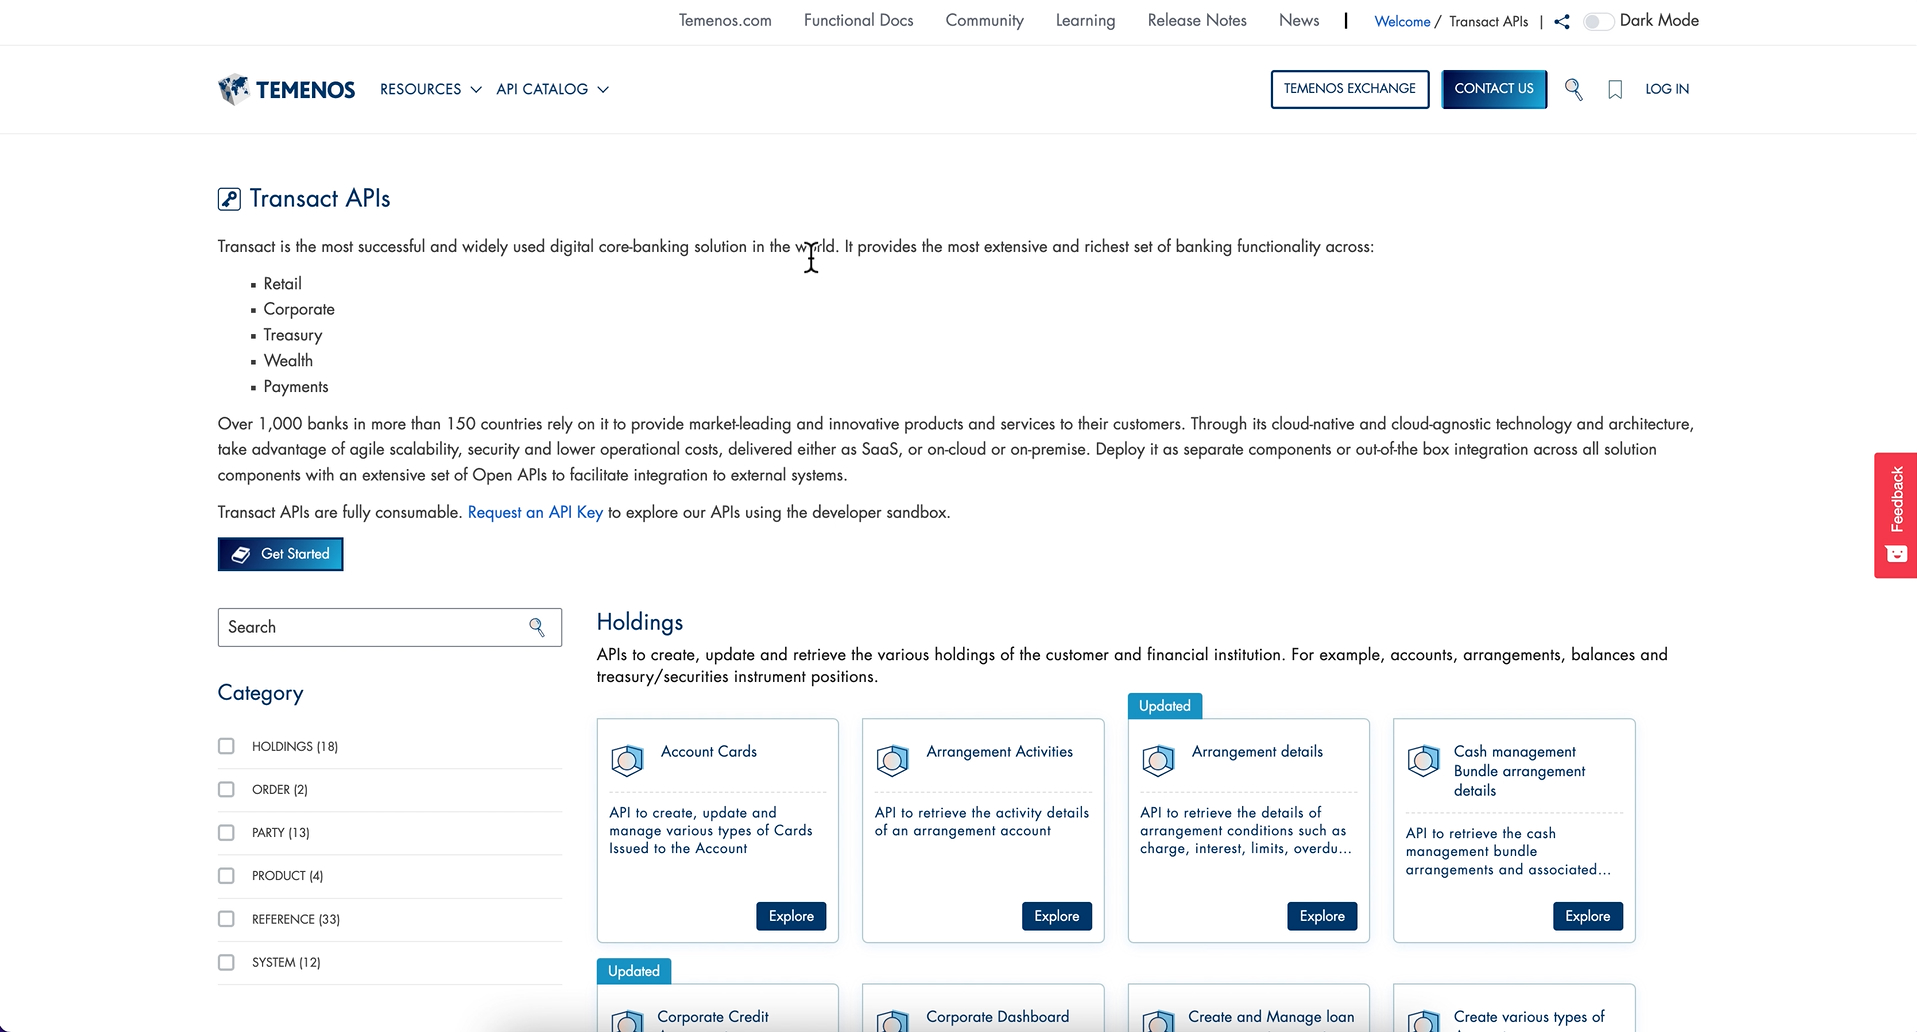 Temenos.com Functional Docs Community Learning Release Notes News | Welcome / Transact APIs | Dark Mode
TEMENOS RESOURCES API CATALOG TEMENOS EXCHANGE CONTACT US LOG IN
Transact APIs
Transact is the most successful and widely used digital core-banking solution in the world. It provides the most extensive and richest set of banking functionality across:
Retail
Corporate
Treasury
Wealth
Payments
Over 1,000 banks in more than 150 countries rely on it to provide market-leading and innovative products and services to their customers. Through its cloud-native and cloud-agnostic technology and architecture,
take advantage of agile scalability, security and lower operational costs, delivered either as SaaS, or on-cloud or on-premise. Deploy it as separate components or out-of-the box integration across all solution
components with an extensive set of Open APIs to facilitate integration to external systems.
Transact APIs are fully consumable. Request an API Key to explore our APIs using the developer sandbox.
Get Started
Feedback
Search
Category
HOLDINGS (18)
ORDER (2)
PARTY (13)
PRODUCT (4)
REFERENCE (33)
SYSTEM (12)
Holdings
APIs to create, update and retrieve the various holdings of the customer and financial institution. For example, accounts, arrangements, balances and
treasury/securities instrument positions.
Account Cards
API to create, update and
manage various types of Cards
Issued to the Account
Explore
Arrangement Activities
API to retrieve the activity details
of an arrangement account
Explore
Updated
Arrangement details
API to retrieve the details of
arrangement conditions such as
charge, interest, limits, overdu...
Explore
Cash management
Bundle arrangement
details
API to retrieve the cash
management bundle
arrangements and associated...
Explore
Updated
Corporate Credit
Corporate Dashboard
Create and Manage loan
Create various types of